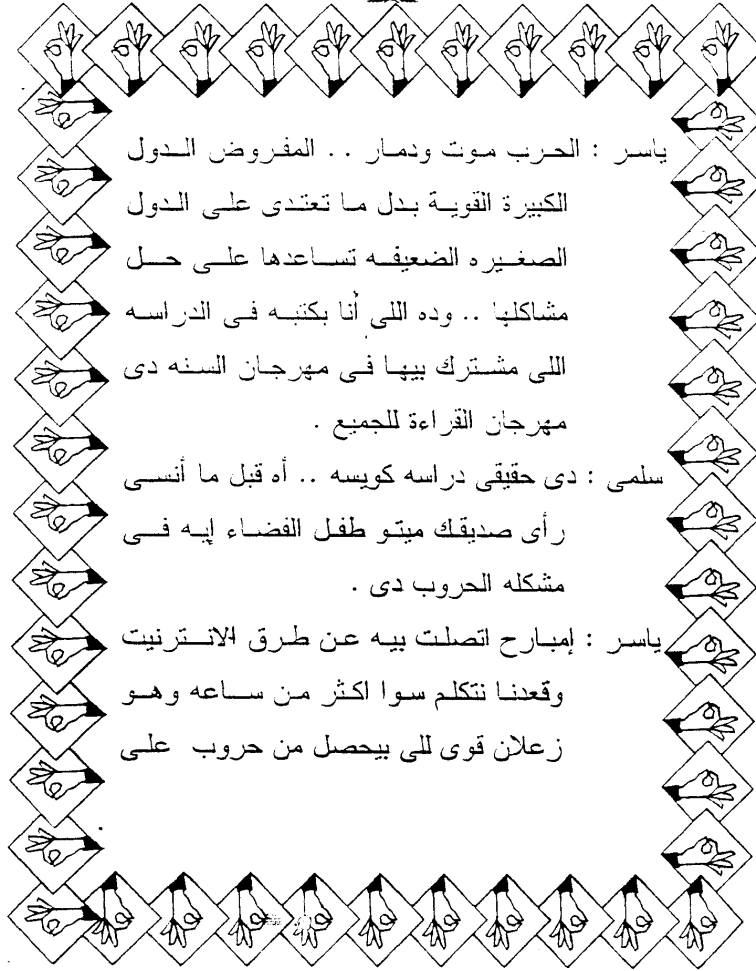 ياسر : الحرب موت ودمار .. المفروض الدول
الكبيرة القوية بدل ما تعتدى على الدول
الصغيره الضعيفه تساعدها على حل
مشاكلها .. وده اللى أنا بكتبه فى الدراسه
اللى مشترك بيها فى مهرجان السنه دى
مهرجان القراءة للجميع .
سلمى : دى حقيقى دراسه كويسه .. أه قبل ما أنسى
رأى صديقك ميتو طفل الفضاء إيه فى
مشكله الحروب دى .
ياسر : إمبارح اتصلت بيه عن طرق الانترنيت
وقعدنا نتكلم سوا اكثر من ساعه وهو
زعلان قوى للى بيحصل من حروب على